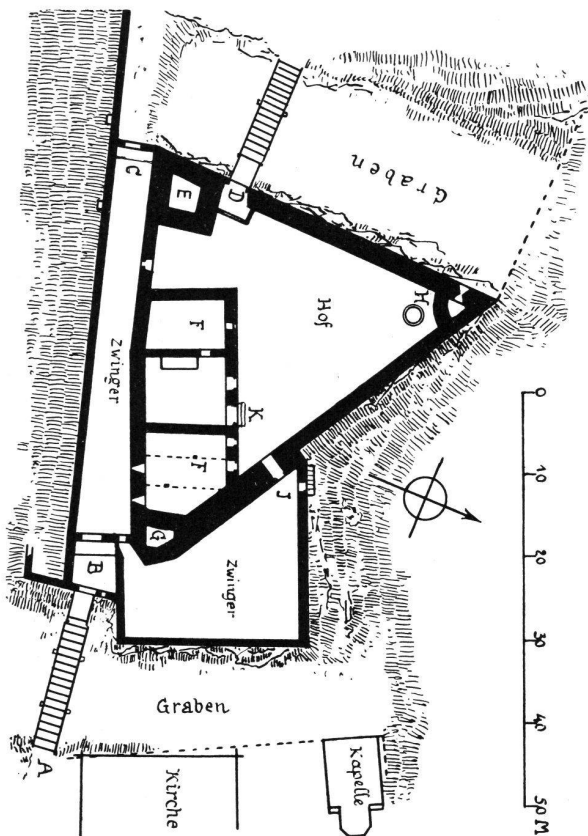 Graben
C
E
D
Hof
H
Zwinger
F
K
F
J
G
Zwinger
B
Graben
A
Kirche
Kapelle
0
10
20
30
40
50 M